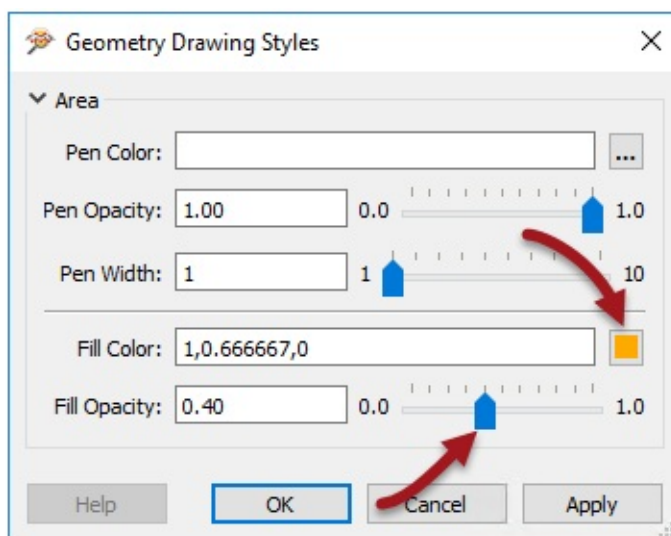 Geometry Drawing Styles
Area
Pen Color: ...
Pen Opacity: 1.00 0.0 1.0
Pen Width: 1 1 10
Fill Color: 1,0.666667,0
Fill Opacity: 0.40 0.0 1.0
Help OK Cancel Apply